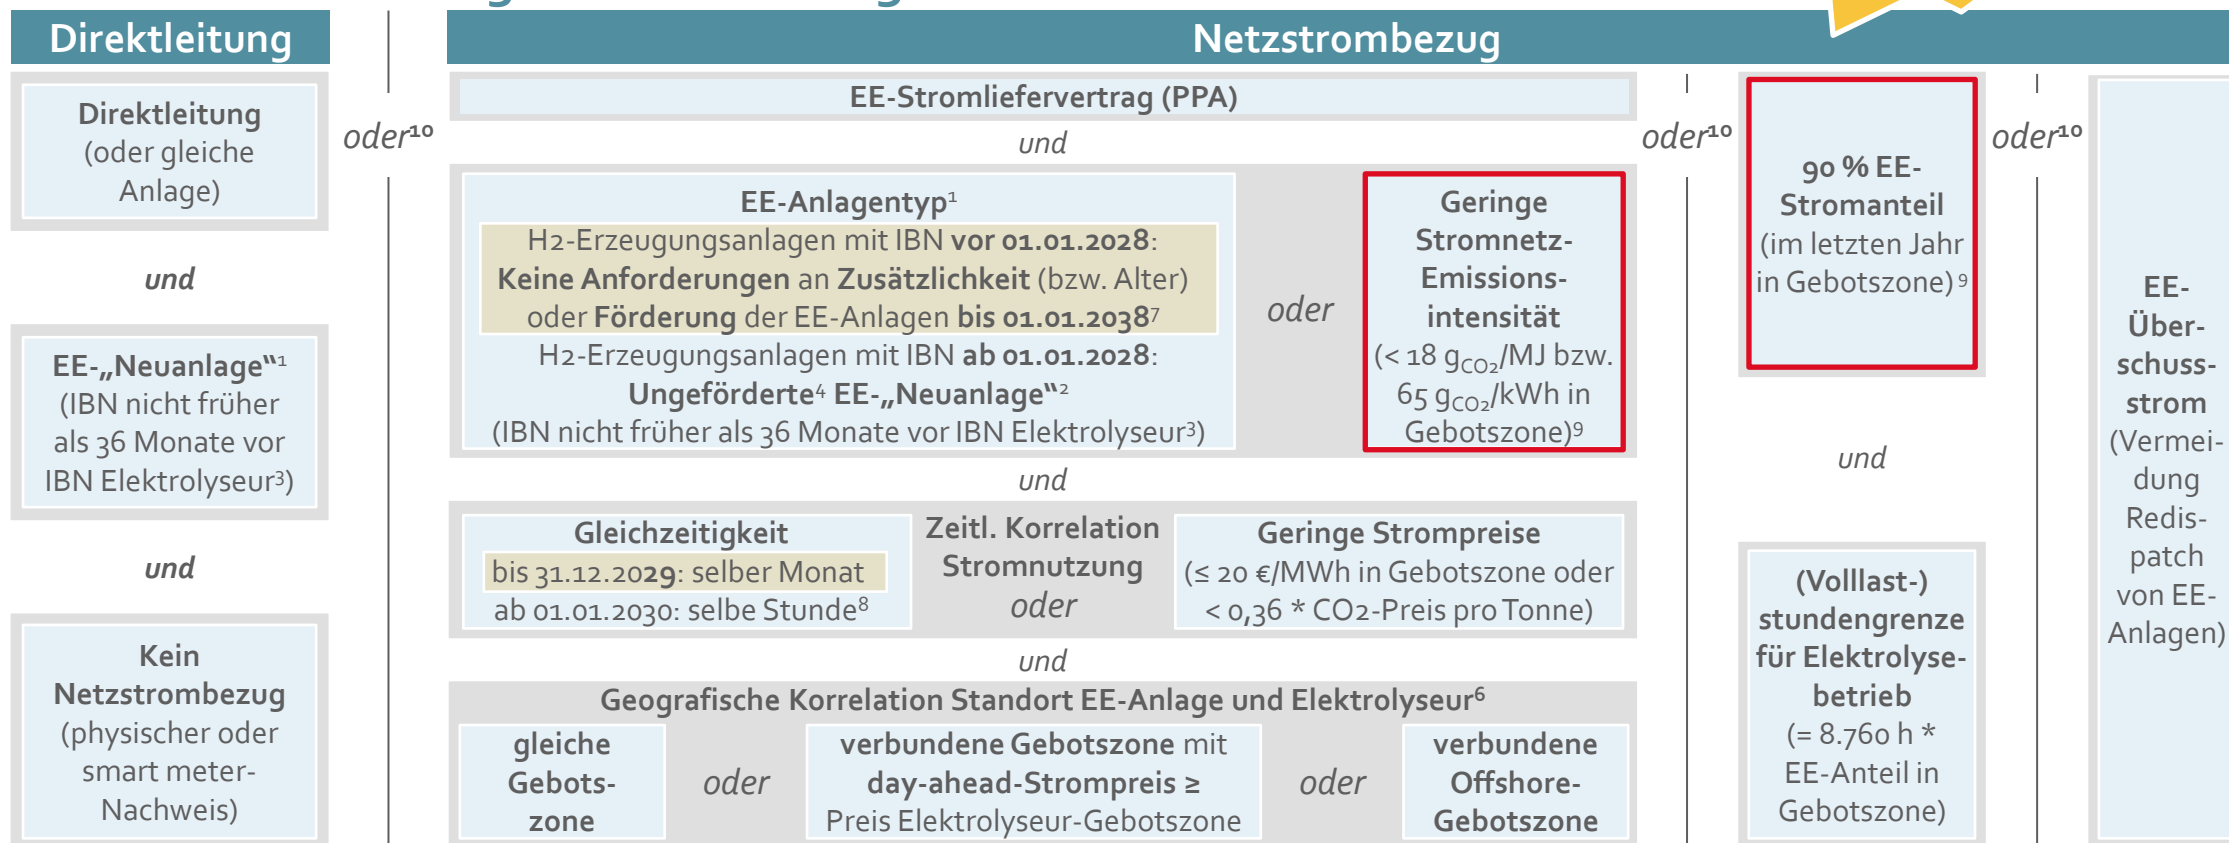 Direktleitung
Direktleitung
(oder gleiche
Anlage)
und
EE-„Neuanlage“¹
(IBN nicht früher
als 36 Monate vor
IBN Elektrolyseur³)
und
Kein
Netzstrombezug
(physischer oder
smart meter-
Nachweis)
oder¹⁰
Netzstrombezug
EE-Stromliefervertrag (PPA)
und
EE-Anlagentyp¹
H2-Erzeugungsanlagen mit IBN vor 01.01.2028:
Keine Anforderungen an Zusätzlichkeit (bzw. Alter)
oder Förderung der EE-Anlagen bis 01.01.2038⁷
H2-Erzeugungsanlagen mit IBN ab 01.01.2028:
Ungeförderte⁴ EE-„Neuanlage“²
(IBN nicht früher als 36 Monate vor IBN Elektrolyseur³)
oder
Geringe
Stromnetz-
Emissions-
intensität
(< 18 gCO2/MJ bzw.
65 gCO2/kWh in
Gebotszone)⁹
und
Gleichzeitigkeit
bis 31.12.2029: selber Monat
ab 01.01.2030: selbe Stunde⁸
Zeitl. Korrelation
Stromnutzung
oder
Geringe Strompreise
(≤ 20 €/MWh in Gebotszone oder
< 0,36 * CO2-Preis pro Tonne)
und
Geografische Korrelation Standort EE-Anlage und Elektrolyseur⁶
gleiche
Gebots-
zone
oder
verbundene Gebotszone mit
day-ahead-Strompreis ≥
Preis Elektrolyseur-Gebotszone
oder
verbundene
Offshore-
Gebotszone
oder¹⁰
90 % EE-
Stromanteil
(im letzten Jahr
in Gebotszone) ⁹
und
(Volllast-)
stundengrenze
für Elektrolyse-
betrieb
(= 8.760 h *
EE-Anteil in
Gebotszone)
oder¹⁰
EE-
Über-
schuss-
strom
(Vermei-
dung
Redis-
patch
von EE-
Anlagen)